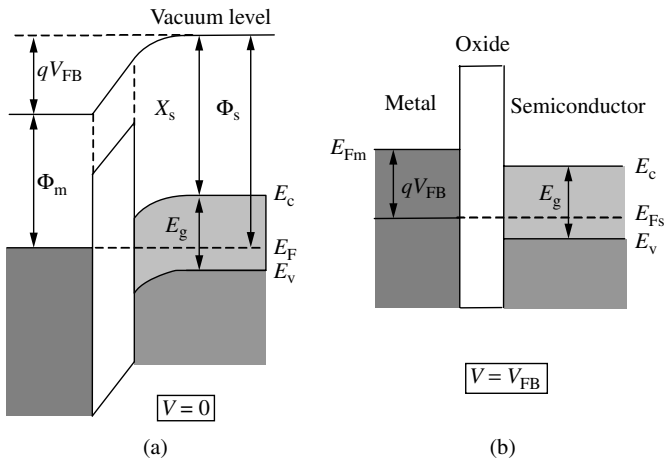 Vacuum level
qV_FB
X_s
Φ_s
Φ_m
E_c
E_g
E_F
E_v
V = 0
(a)
Oxide
Metal
Semiconductor
E_Fm
E_c
qV_FB
E_g
E_Fs
E_v
V = V_FB
(b)